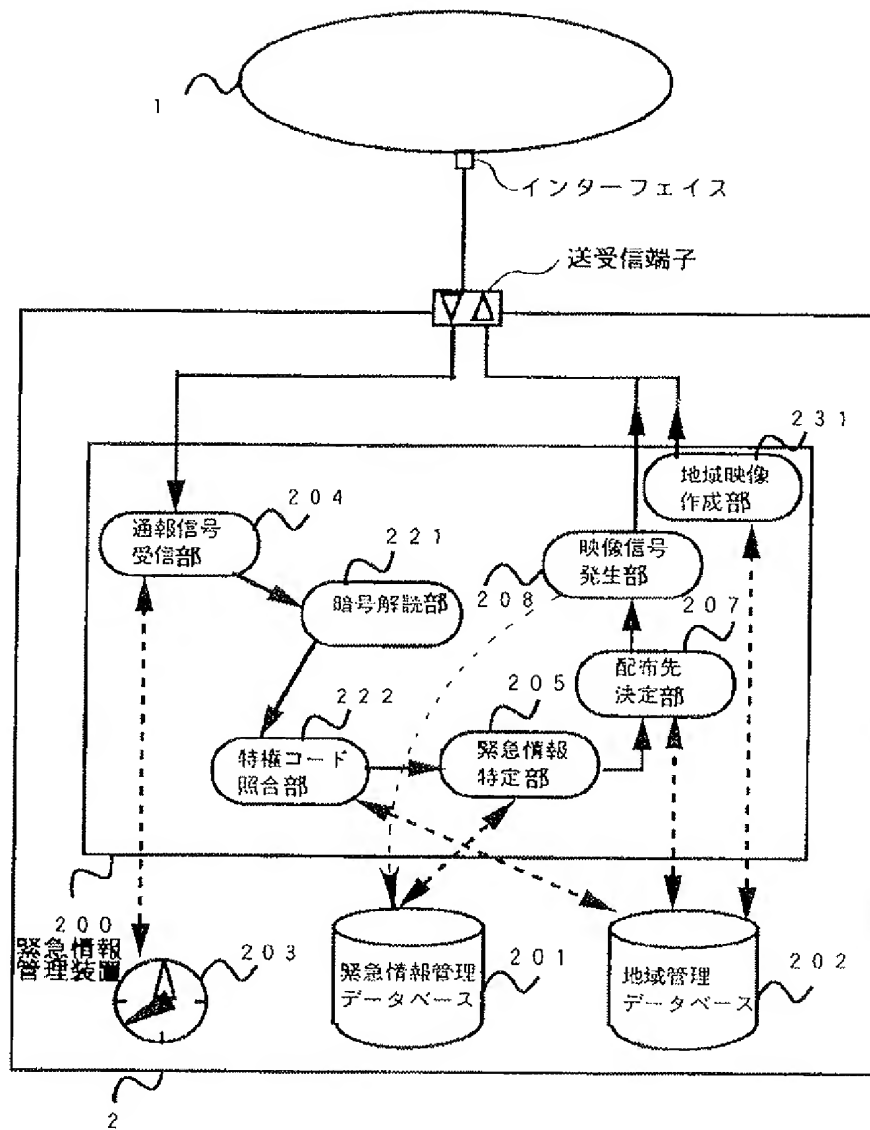 1
インターフェイス
送受信端子
231
地域映像
作成部
204
通報信号
受信部
221
暗号解読部
映像信号
発生部
208
207
配布先
決定部
222
特権コード
照合部
205
緊急情報
特定部
200
緊急情報
管理装置
203
緊急情報管理
データベース
201
地域管理
データベース
202
2